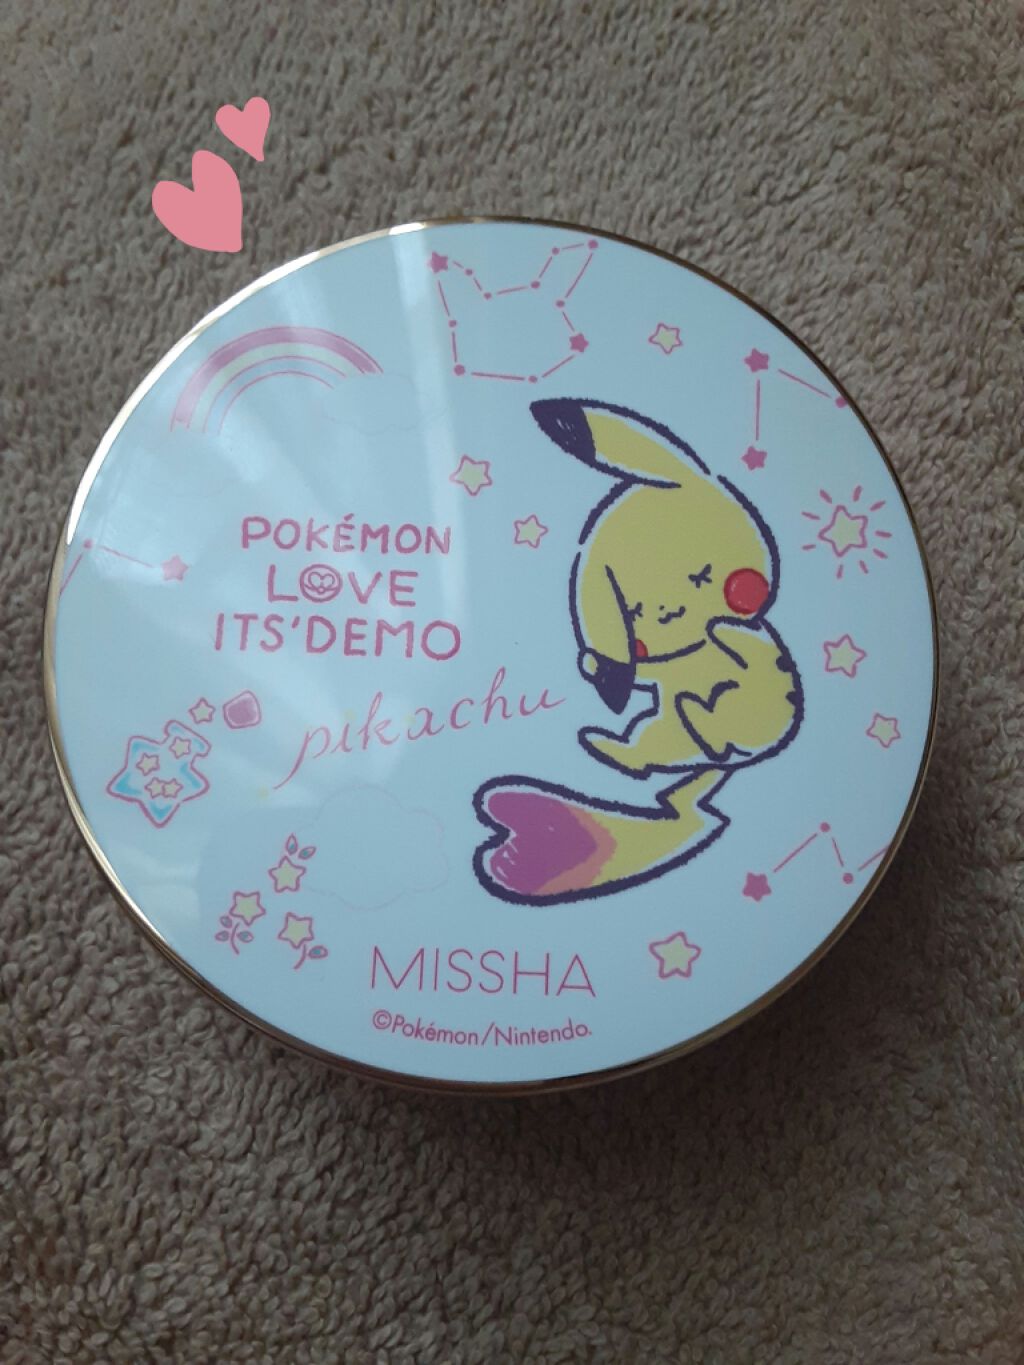 POKÉMON
LOVE
ITS'DEMO
pikachu
MISSHA
©Pokémon/Nintendo.